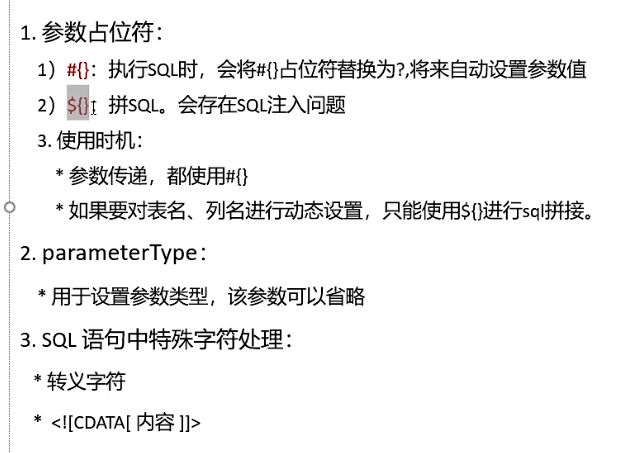 1. 参数占位符：
1）#{}：执行SQL时，会将#{}占位符替换为?,将来自动设置参数值
2）${}：拼SQL。会存在SQL注入问题
3. 使用时机：
* 参数传递，都使用#{}
* 如果要对表名、列名进行动态设置，只能使用${}进行sql拼接。
2. parameterType：
* 用于设置参数类型，该参数可以省略
3. SQL 语句中特殊字符处理：
* 转义字符
* <![CDATA[ 内容 ]]>